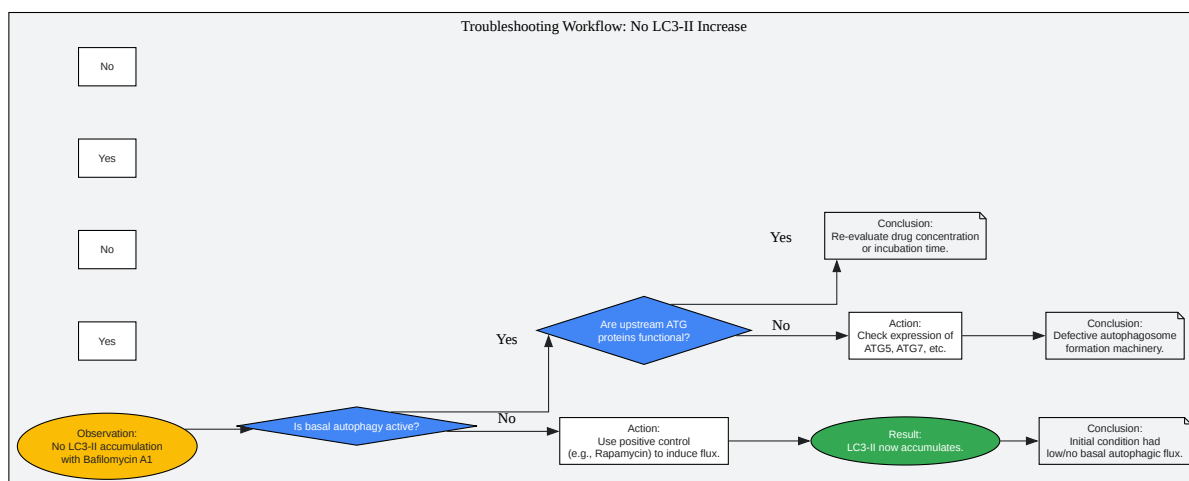 Troubleshooting Workflow: No LC3-II Increase
No
Yes
No
Yes
Observation:
No LC3-II accumulation
with Bafilomycin A1
Is basal autophagy active?
Yes
No
Are upstream ATG
proteins functional?
Yes
No
Conclusion:
Re-evaluate drug concentration
or incubation time.
Action:
Check expression of
ATG5, ATG7, etc.
Conclusion:
Defective autophagosome
formation machinery.
Action:
Use positive control
(e.g., Rapamycin) to induce flux.
Result:
LC3-II now accumulates.
Conclusion:
Initial condition had
low/no basal autophagic flux.